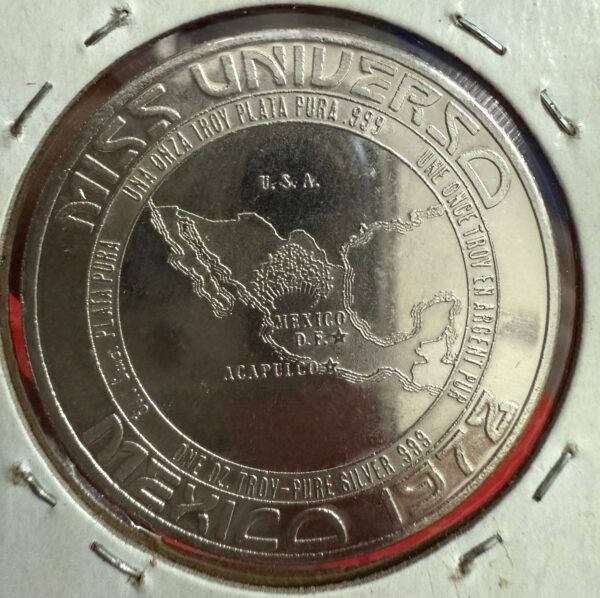 MISS UNIVERSO
UNA ONZA TROY PLATA PURA .999
UNE ONCE TROY EN ARGENT PUR
PLATA PURA
U.S.A.
MEXICO
D.F.
ACAPULCO
ONE OZ. TROY-PURE SILVER .999
MEXICO 1978